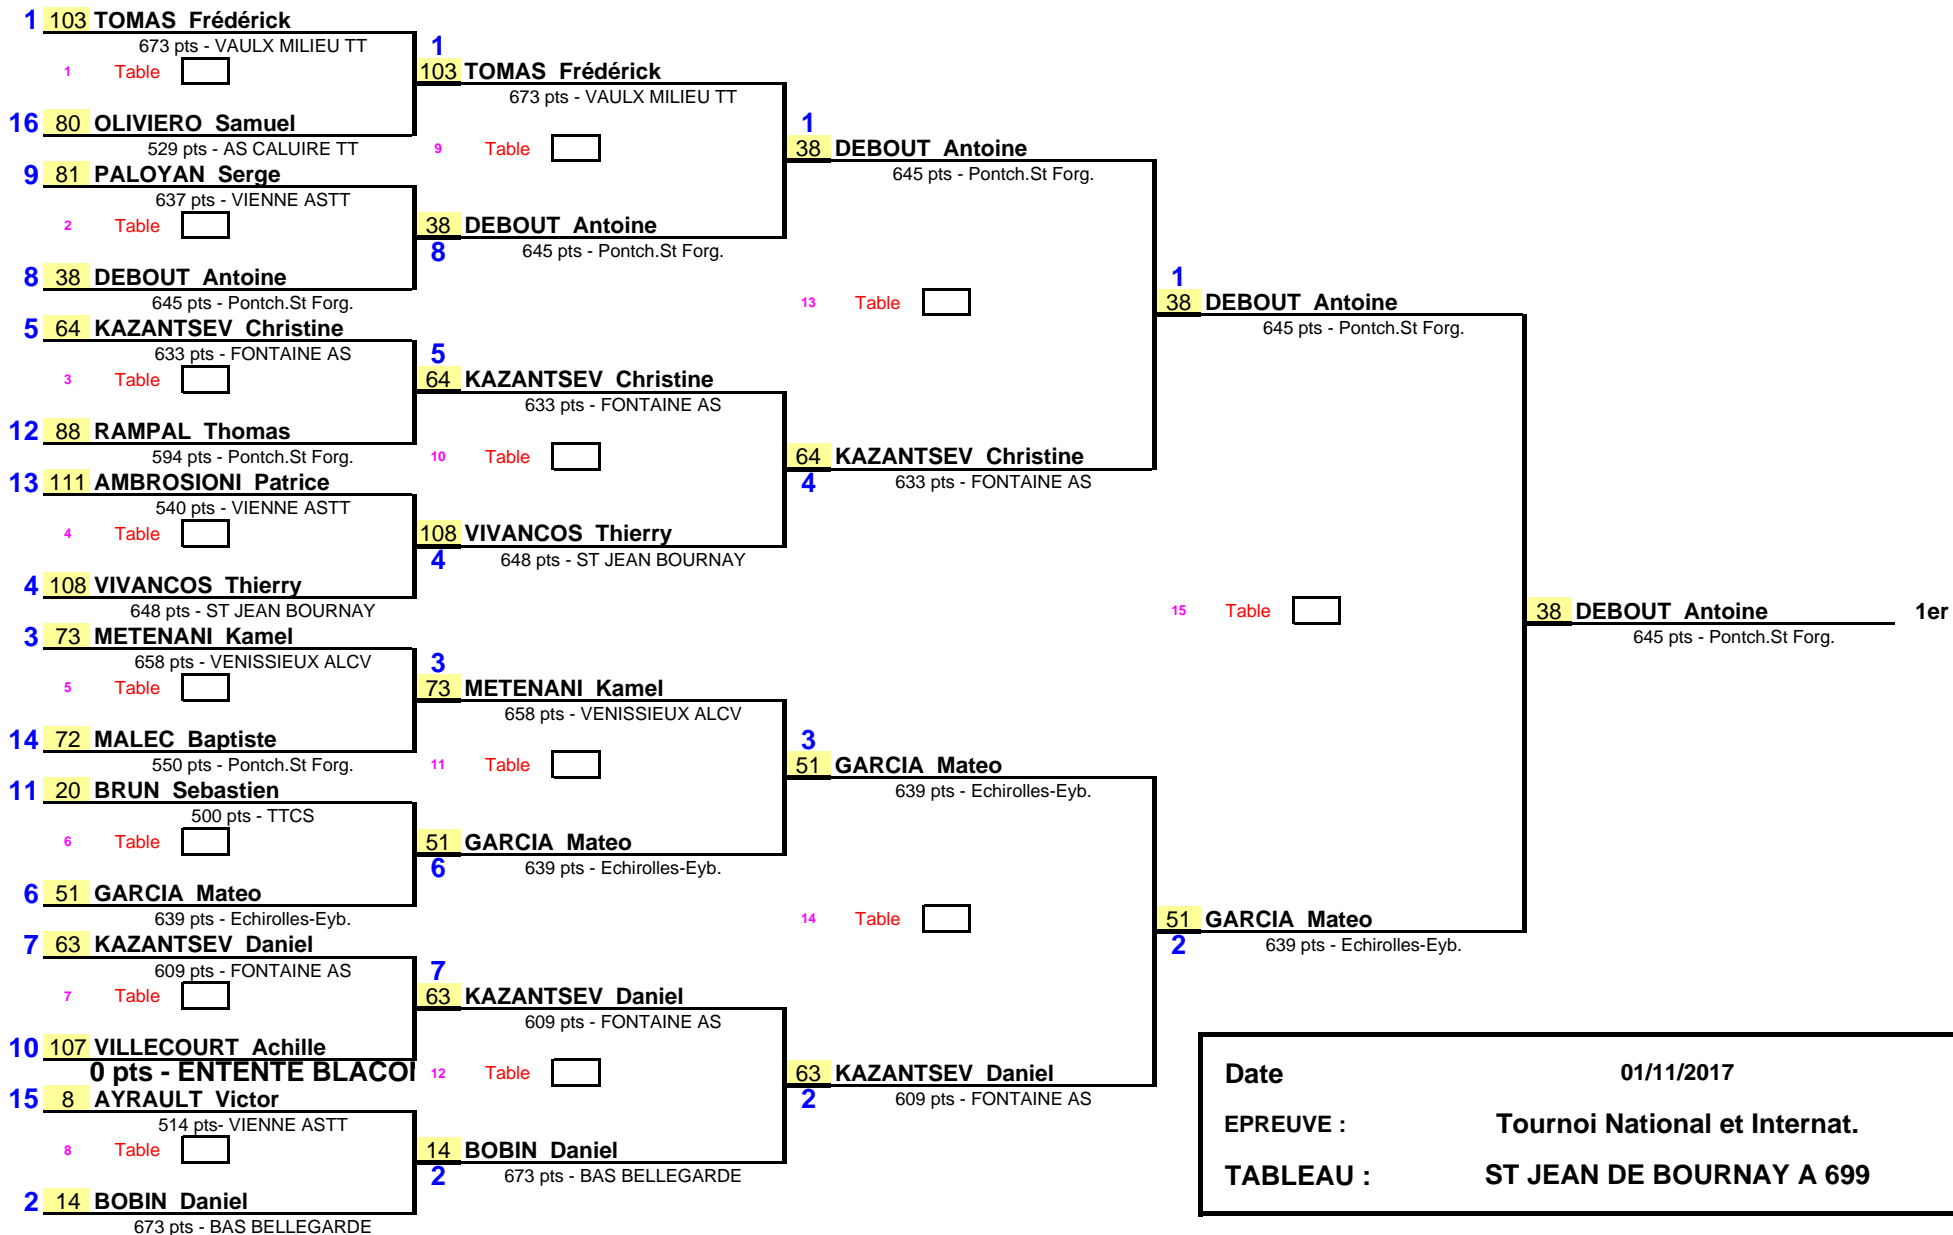 1 103 TOMAS Frédérick
673 pts - VAULX MILIEU TT
1 Table
16 80 OLIVIERO Samuel
529 pts - AS CALUIRE TT
9 81 PALOYAN Serge
637 pts - VIENNE ASTT
2 Table
8 38 DEBOUT Antoine
645 pts - Pontch.St Forg.
5 64 KAZANTSEV Christine
633 pts - FONTAINE AS
3 Table
12 88 RAMPAL Thomas
594 pts - Pontch.St Forg.
13 111 AMBROSIONI Patrice
540 pts - VIENNE ASTT
4 Table
4 108 VIVANCOS Thierry
648 pts - ST JEAN BOURNAY
3 73 METENANI Kamel
658 pts - VENISSIEUX ALCV
5 Table
14 72 MALEC Baptiste
550 pts - Pontch.St Forg.
11 20 BRUN Sebastien
500 pts - TTCS
6 Table
6 51 GARCIA Mateo
639 pts - Echirolles-Eyb.
7 63 KAZANTSEV Daniel
609 pts - FONTAINE AS
7 Table
10 107 VILLECOURT Achille
0 pts - ENTENTE BLACO
15 8 AYRAULT Victor
514 pts- VIENNE ASTT
8 Table
2 14 BOBIN Daniel
673 pts - BAS BELLEGARDE
1
103 TOMAS Frédérick
673 pts - VAULX MILIEU TT
9 Table
38 DEBOUT Antoine
8
645 pts - Pontch.St Forg.
5
64 KAZANTSEV Christine
633 pts - FONTAINE AS
10 Table
108 VIVANCOS Thierry
4
648 pts - ST JEAN BOURNAY
3
73 METENANI Kamel
658 pts - VENISSIEUX ALCV
11 Table
51 GARCIA Mateo
6
639 pts - Echirolles-Eyb.
7
63 KAZANTSEV Daniel
609 pts - FONTAINE AS
12 Table
14 BOBIN Daniel
2
673 pts - BAS BELLEGARDE
1
38 DEBOUT Antoine
645 pts - Pontch.St Forg.
13 Table
64 KAZANTSEV Christine
4
633 pts - FONTAINE AS
3
51 GARCIA Mateo
639 pts - Echirolles-Eyb.
14 Table
63 KAZANTSEV Daniel
2
609 pts - FONTAINE AS
1
38 DEBOUT Antoine
645 pts - Pontch.St Forg.
15 Table
51 GARCIA Mateo
2
639 pts - Echirolles-Eyb.
38 DEBOUT Antoine 1er
645 pts - Pontch.St Forg.
Date 01/11/2017
EPREUVE : Tournoi National et Internat.
TABLEAU : ST JEAN DE BOURNAY A 699